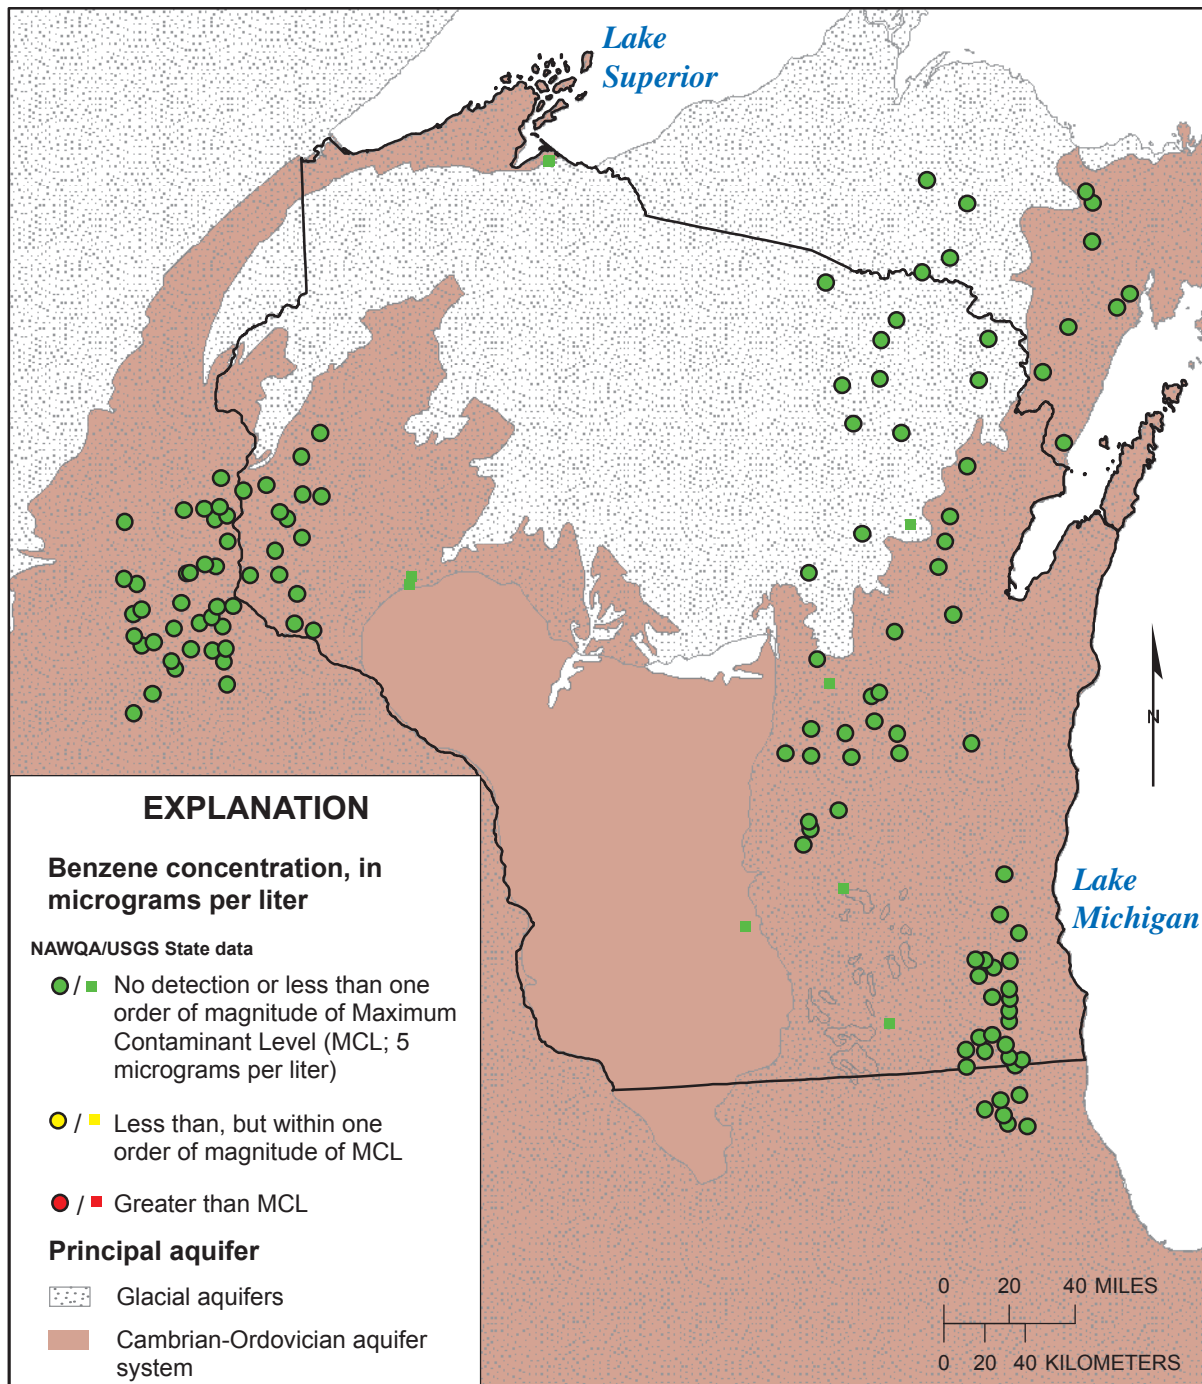 Lake
Superior
N
Lake
Michigan
EXPLANATION
Benzene concentration, in
micrograms per liter
NAWQA/USGS State data
/ No detection or less than one
order of magnitude of Maximum
Contaminant Level (MCL; 5
micrograms per liter)
/ Less than, but within one
order of magnitude of MCL
/ Greater than MCL
Principal aquifer
Glacial aquifers
Cambrian-Ordovician aquifer
system
0 20 40 MILES
0 20 40 KILOMETERS